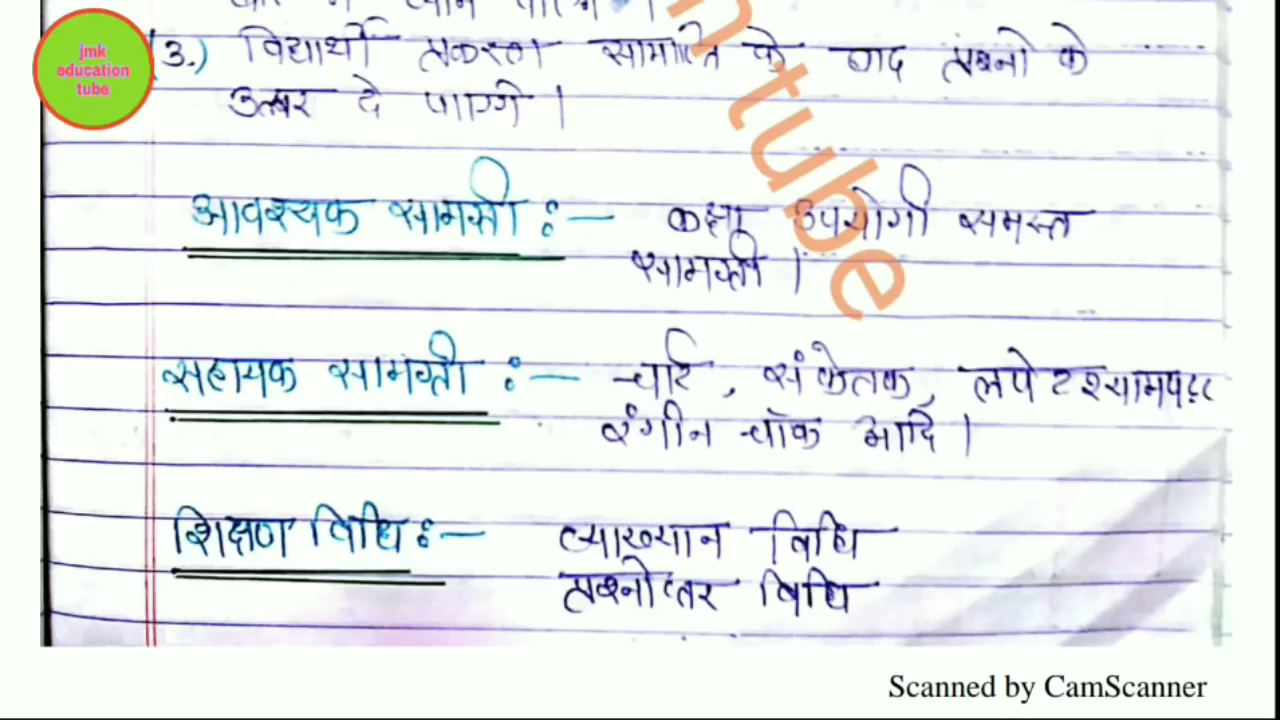 jmk
education
tube
n tube
(3.) विद्यार्थी प्रकरण समाप्ति के बाद प्रश्नो के
उत्तर दे पाएंगे ।
आवश्यक सामग्री :- कक्षा उपयोगी समस्त
सामग्री ।
सहायक सामग्री :- चार्ट, संकेतक, लपेट श्यामपट्ट
रंगीन चॉक आदि ।
शिक्षण विधि :- व्याख्यान विधि
प्रश्नोत्तर विधि
Scanned by CamScanner